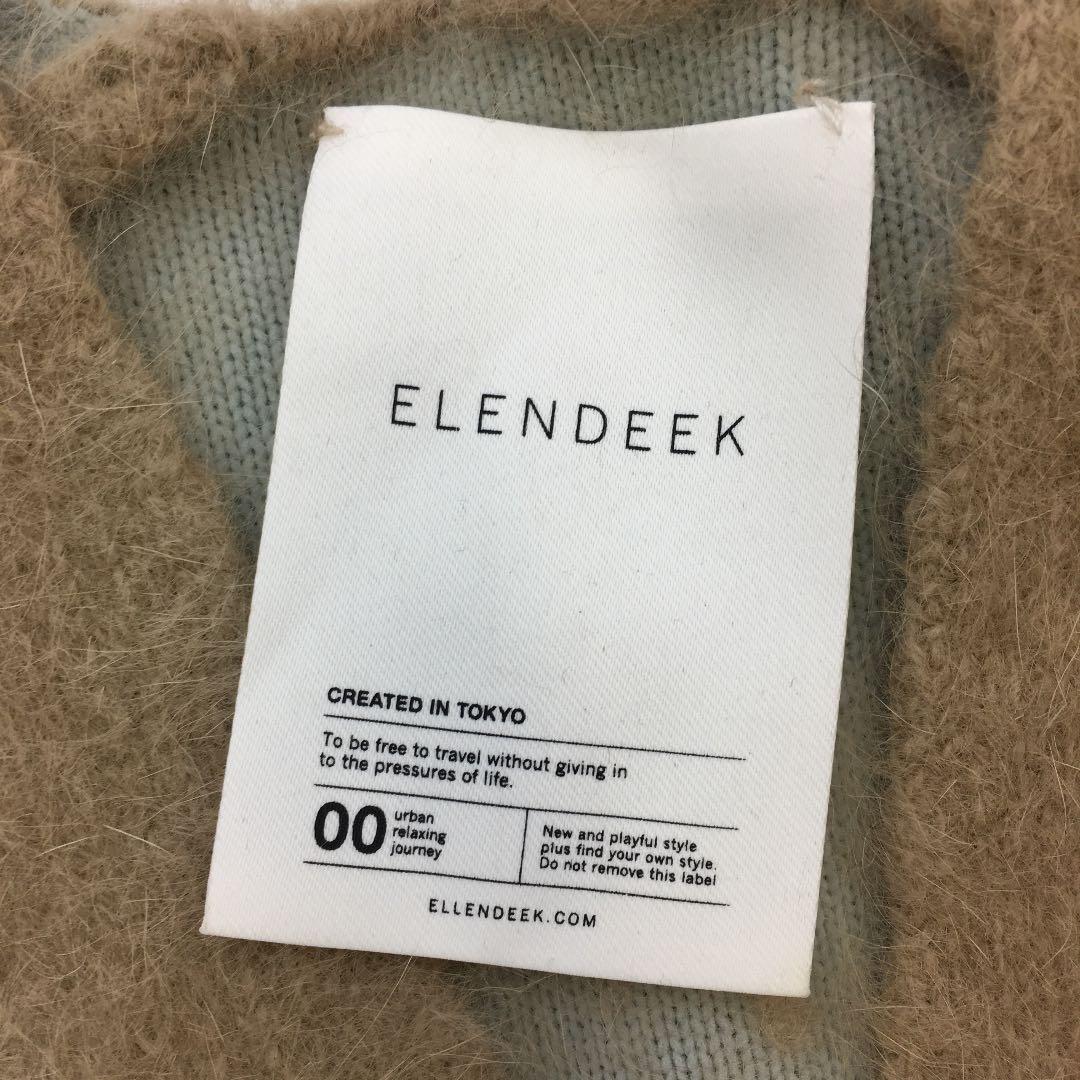 ELENDEEK
CREATED IN TOKYO
To be free to travel without giving in
to the pressures of life.
00
urban
relaxing
journey
New and playful style
plus find your own style.
Do not remove this label
ELLENDEEK.COM